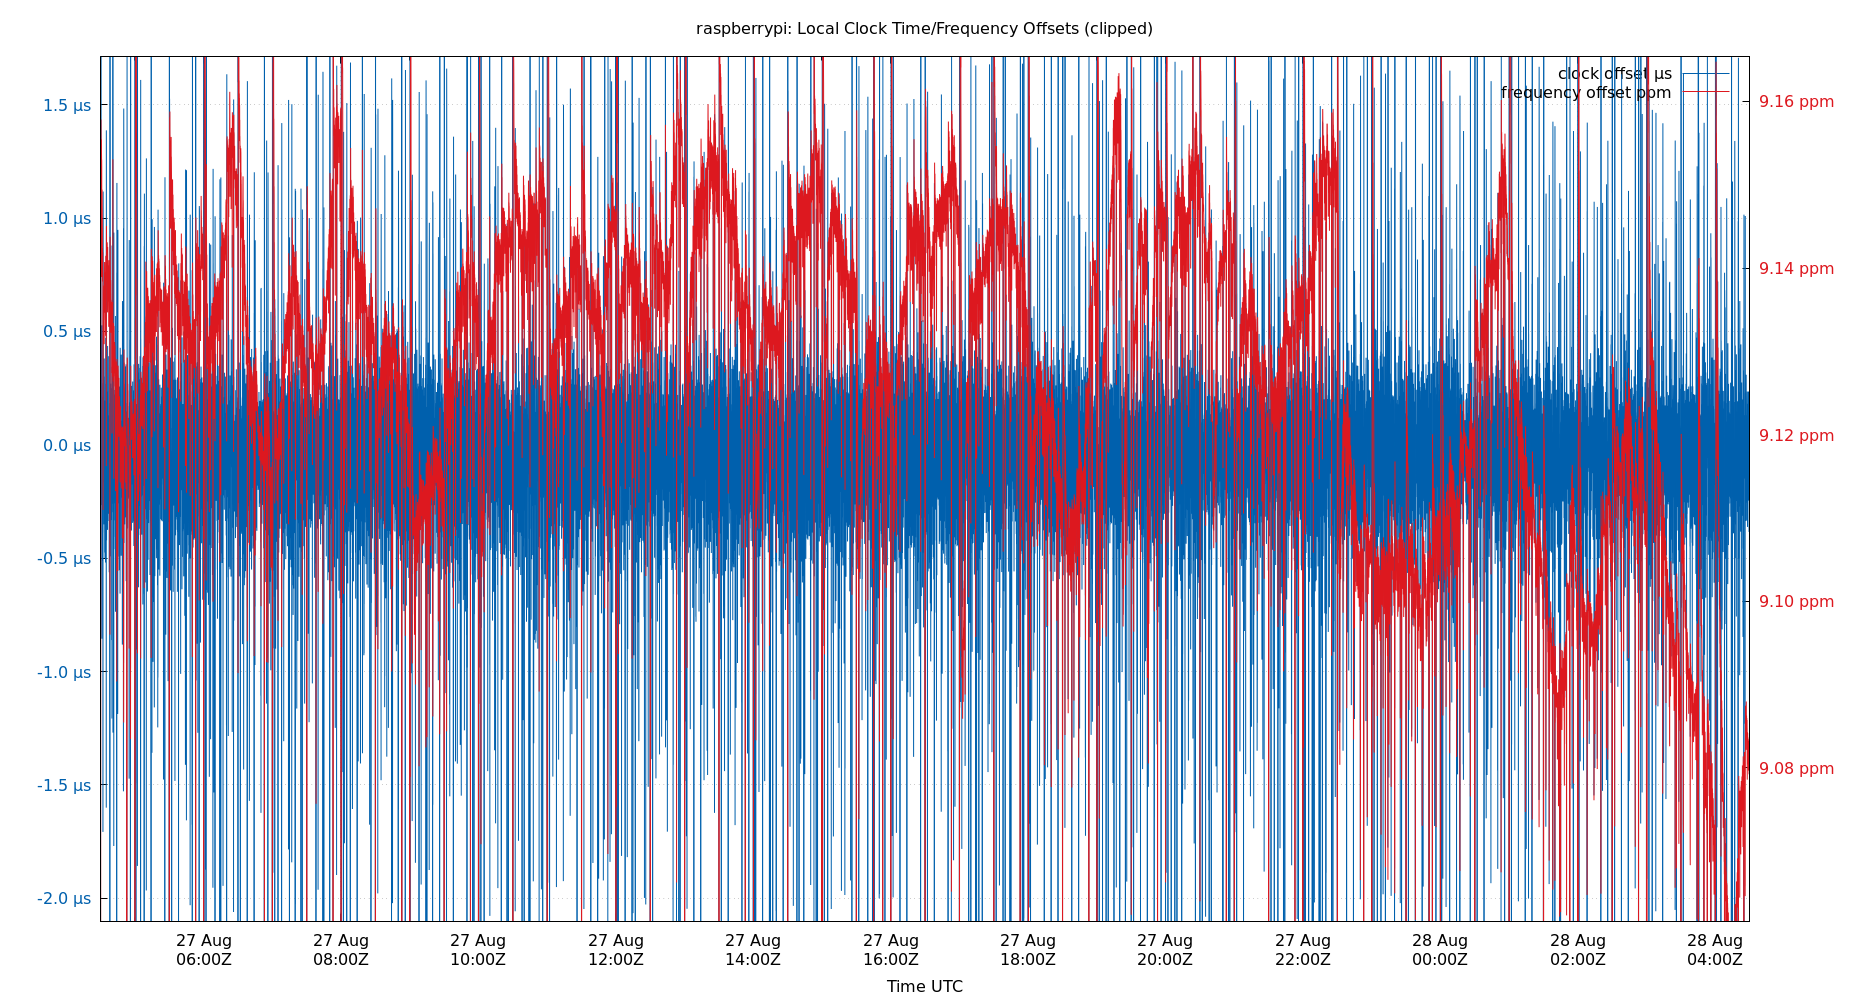 raspberrypi: Local Clock Time/Frequency Offsets (clipped)
clock offset µs
frequency offset ppm
1.5 µs
1.0 µs
0.5 µs
0.0 µs
-0.5 µs
-1.0 µs
-1.5 µs
-2.0 µs
9.16 ppm
9.14 ppm
9.12 ppm
9.10 ppm
9.08 ppm
27 Aug 27 Aug 27 Aug 27 Aug 27 Aug 27 Aug 27 Aug 27 Aug 27 Aug 28 Aug 28 Aug 28 Aug
06:00Z 08:00Z 10:00Z 12:00Z 14:00Z 16:00Z 18:00Z 20:00Z 22:00Z 00:00Z 02:00Z 04:00Z
Time UTC